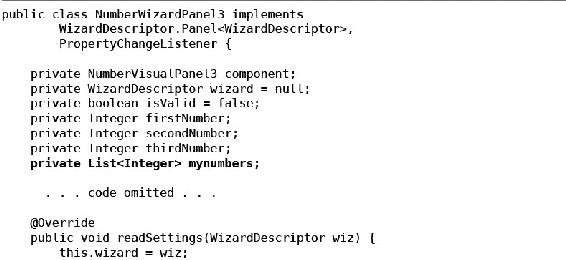 public class NumberWizardPanel3 implements
WizardDescriptor.Panel<WizardDescriptor>,
PropertyChangeListener {
private NumberVisualPanel3 component;
private WizardDescriptor wizard = null;
private boolean isValid = false;
private Integer firstNumber;
private Integer secondNumber;
private Integer thirdNumber;
private List<Integer> mynumbers;
. . . code omitted . . .
@Override
public void readSettings(WizardDescriptor wiz) {
this.wizard = wiz;